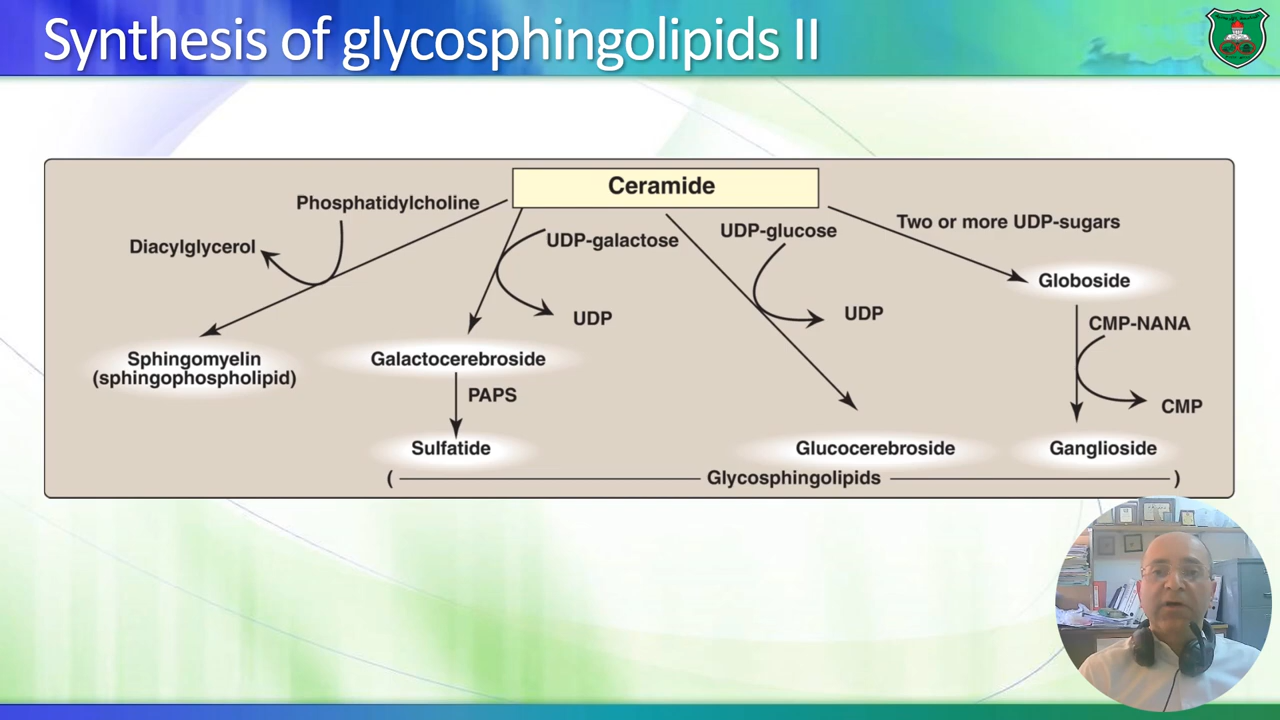 Synthesis of glycosphingolipids II
Ceramide
Phosphatidylcholine
Diacylglycerol
Sphingomyelin
(sphingophospholipid)
UDP-galactose
UDP
Galactocerebroside
PAPS
Sulfatide
UDP-glucose
UDP
Glucocerebroside
Two or more UDP-sugars
Globoside
CMP-NANA
CMP
Ganglioside
( Glycosphingolipids )